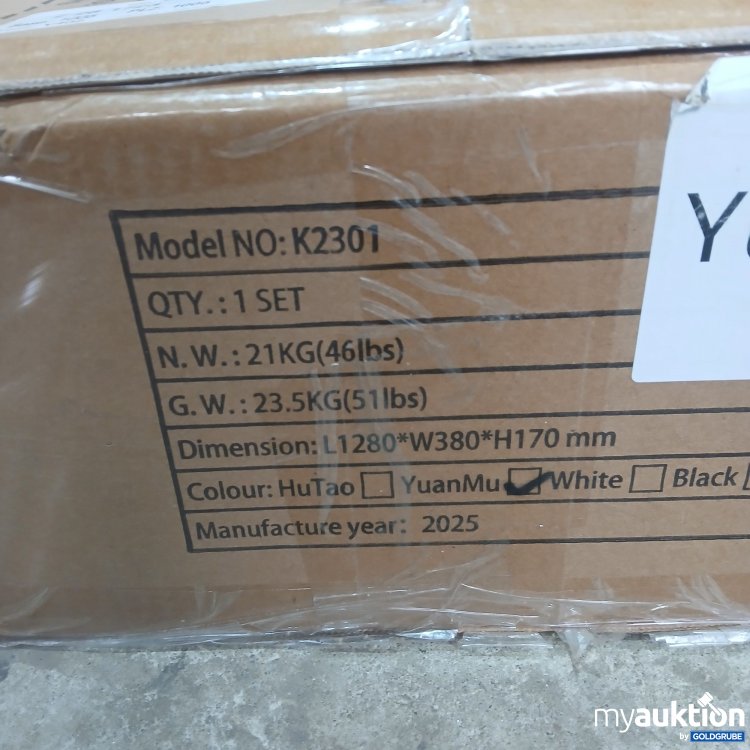 Model NO: K2301
QTY.: 1 SET
N.W.: 21KG(46lbs)
G.W.: 23.5KG(51lbs)
Dimension: L1280*W380*H170 mm
Colour: HuTao YuanMu White Black
Manufacture year: 2025
myauktion
by GOLDGRUBE